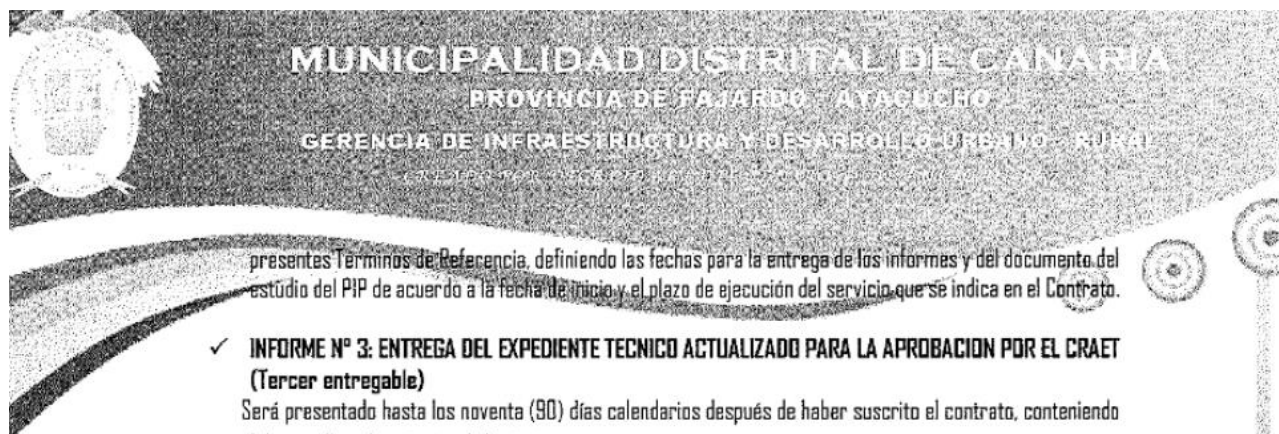 MUNICIPALIDAD DISTRITAL DE CANARIA
PROVINCIA DE FAJARDO - AYACUCHO
GERENCIA DE INFRAESTRUCTURA Y DESARROLLO URBANO - RURAL
CREADO POR
presentes Términos de Referencia, definiendo las fechas para la entrega de los informes y del documento del
estudio del PIP de acuerdo a la fecha de inicio y el plazo de ejecución del servicio que se indica en el Contrato.
✓ INFORME Nº 3: ENTREGA DEL EXPEDIENTE TECNICO ACTUALIZADO PARA LA APROBACION POR EL CRAET
(Tercer entregable)
Será presentado hasta los noventa (90) días calendarios después de haber suscrito el contrato, conteniendo